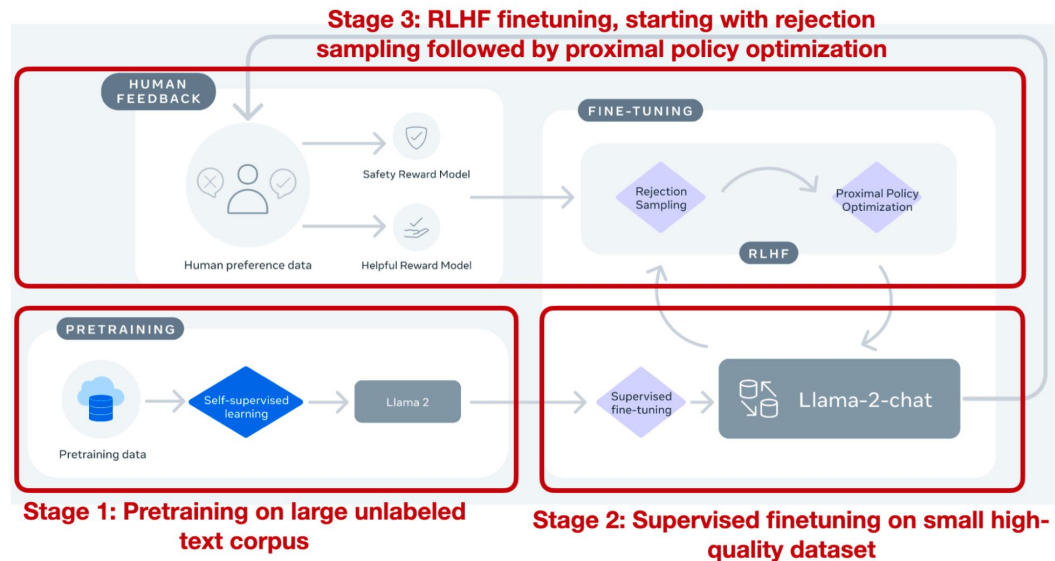 Stage 3: RLHF finetuning, starting with rejection
sampling followed by proximal policy optimization
HUMAN
FEEDBACK
Safety Reward Model
Human preference data
Helpful Reward Model
FINE-TUNING
Rejection
Sampling
Proximal Policy
Optimization
RLHF
PRETRAINING
Pretraining data
Self-supervised
learning
Llama 2
Supervised
fine-tuning
Llama-2-chat
Stage 1: Pretraining on large unlabeled
text corpus
Stage 2: Supervised finetuning on small high-
quality dataset